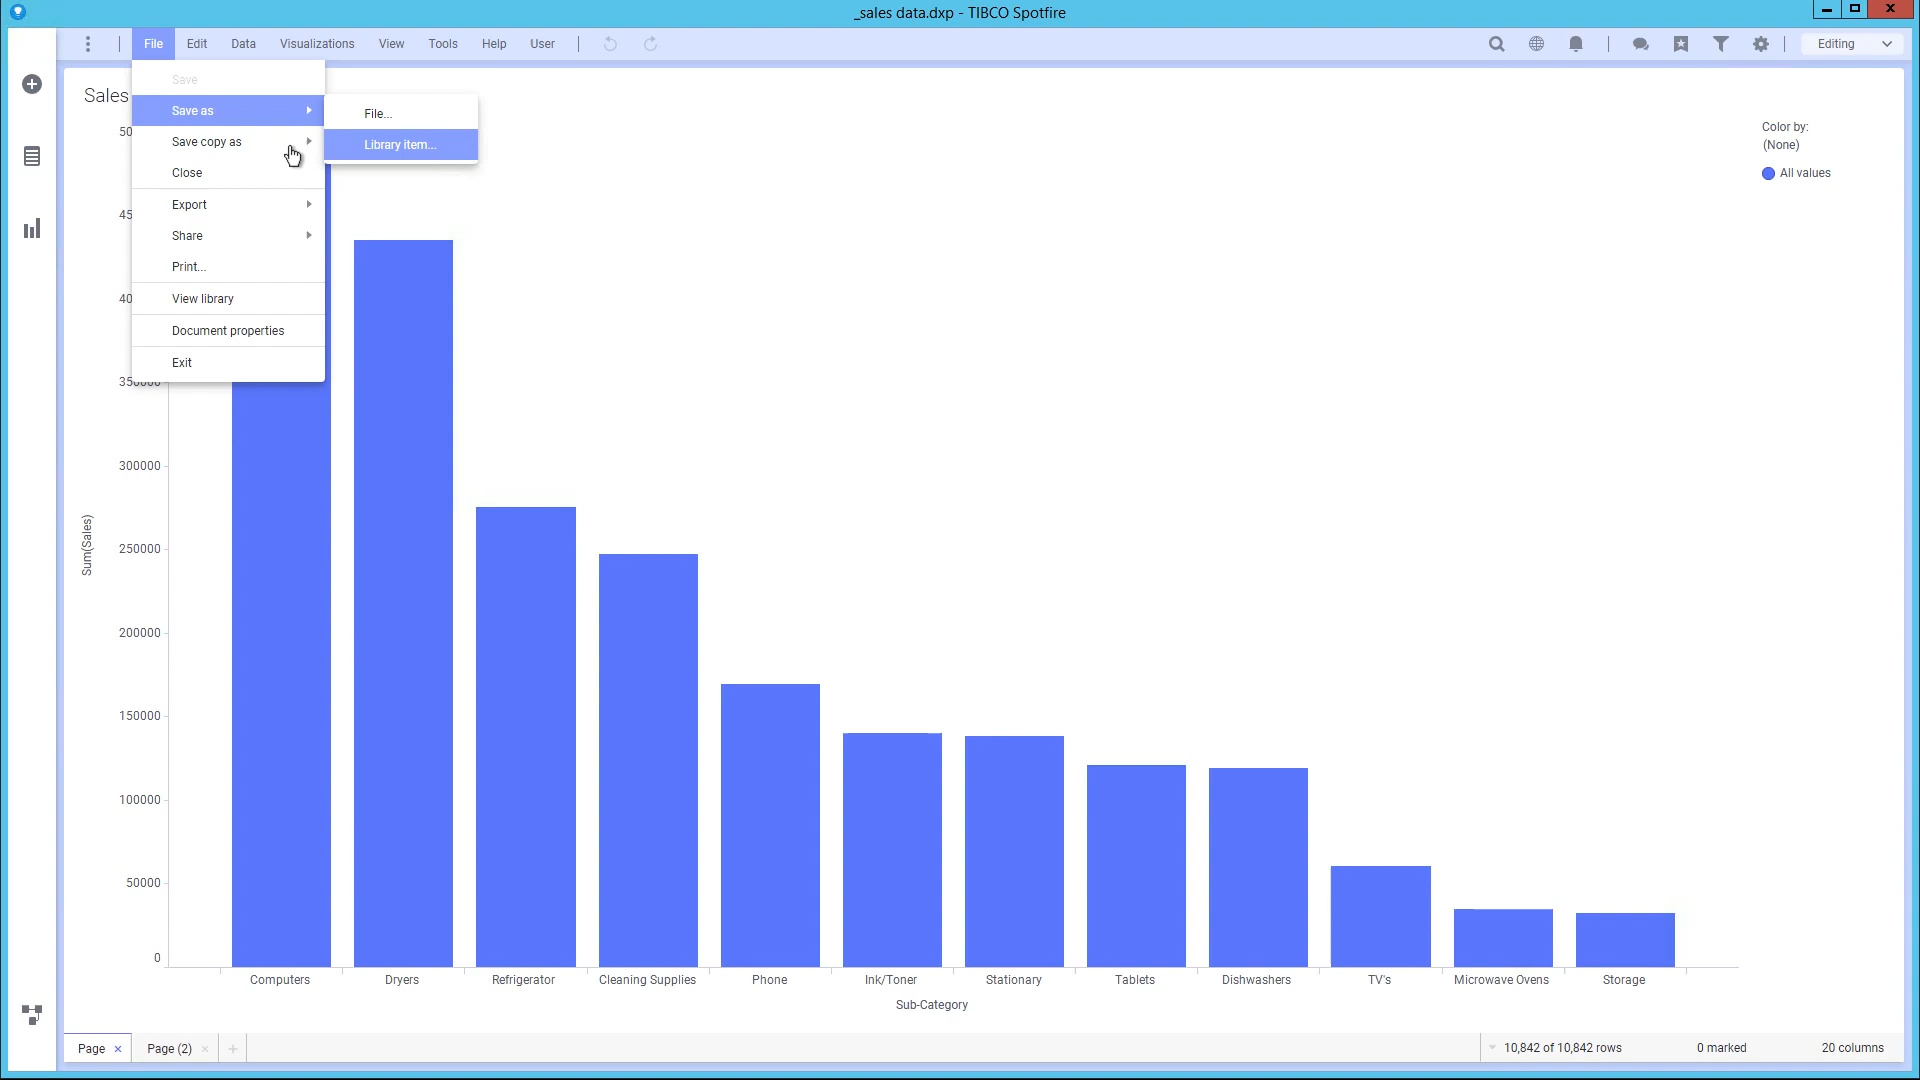 _sales data.dxp - TIBCO Spotfire
File Edit Data Visualizations View Tools Help User
Editing
Save
Save as
Save copy as
Close
Export
Share
Print...
View library
Document properties
Exit
File...
Library item...
Sales
Color by:
(None)
All values
50
45
40
350000
300000
250000
200000
150000
100000
50000
0
Sum(Sales)
Computers Dryers Refrigerator Cleaning Supplies Phone Ink/Toner Stationary Tablets Dishwashers TV's Microwave Ovens Storage
Sub-Category
Page Page (2)
10,842 of 10,842 rows 0 marked 20 columns